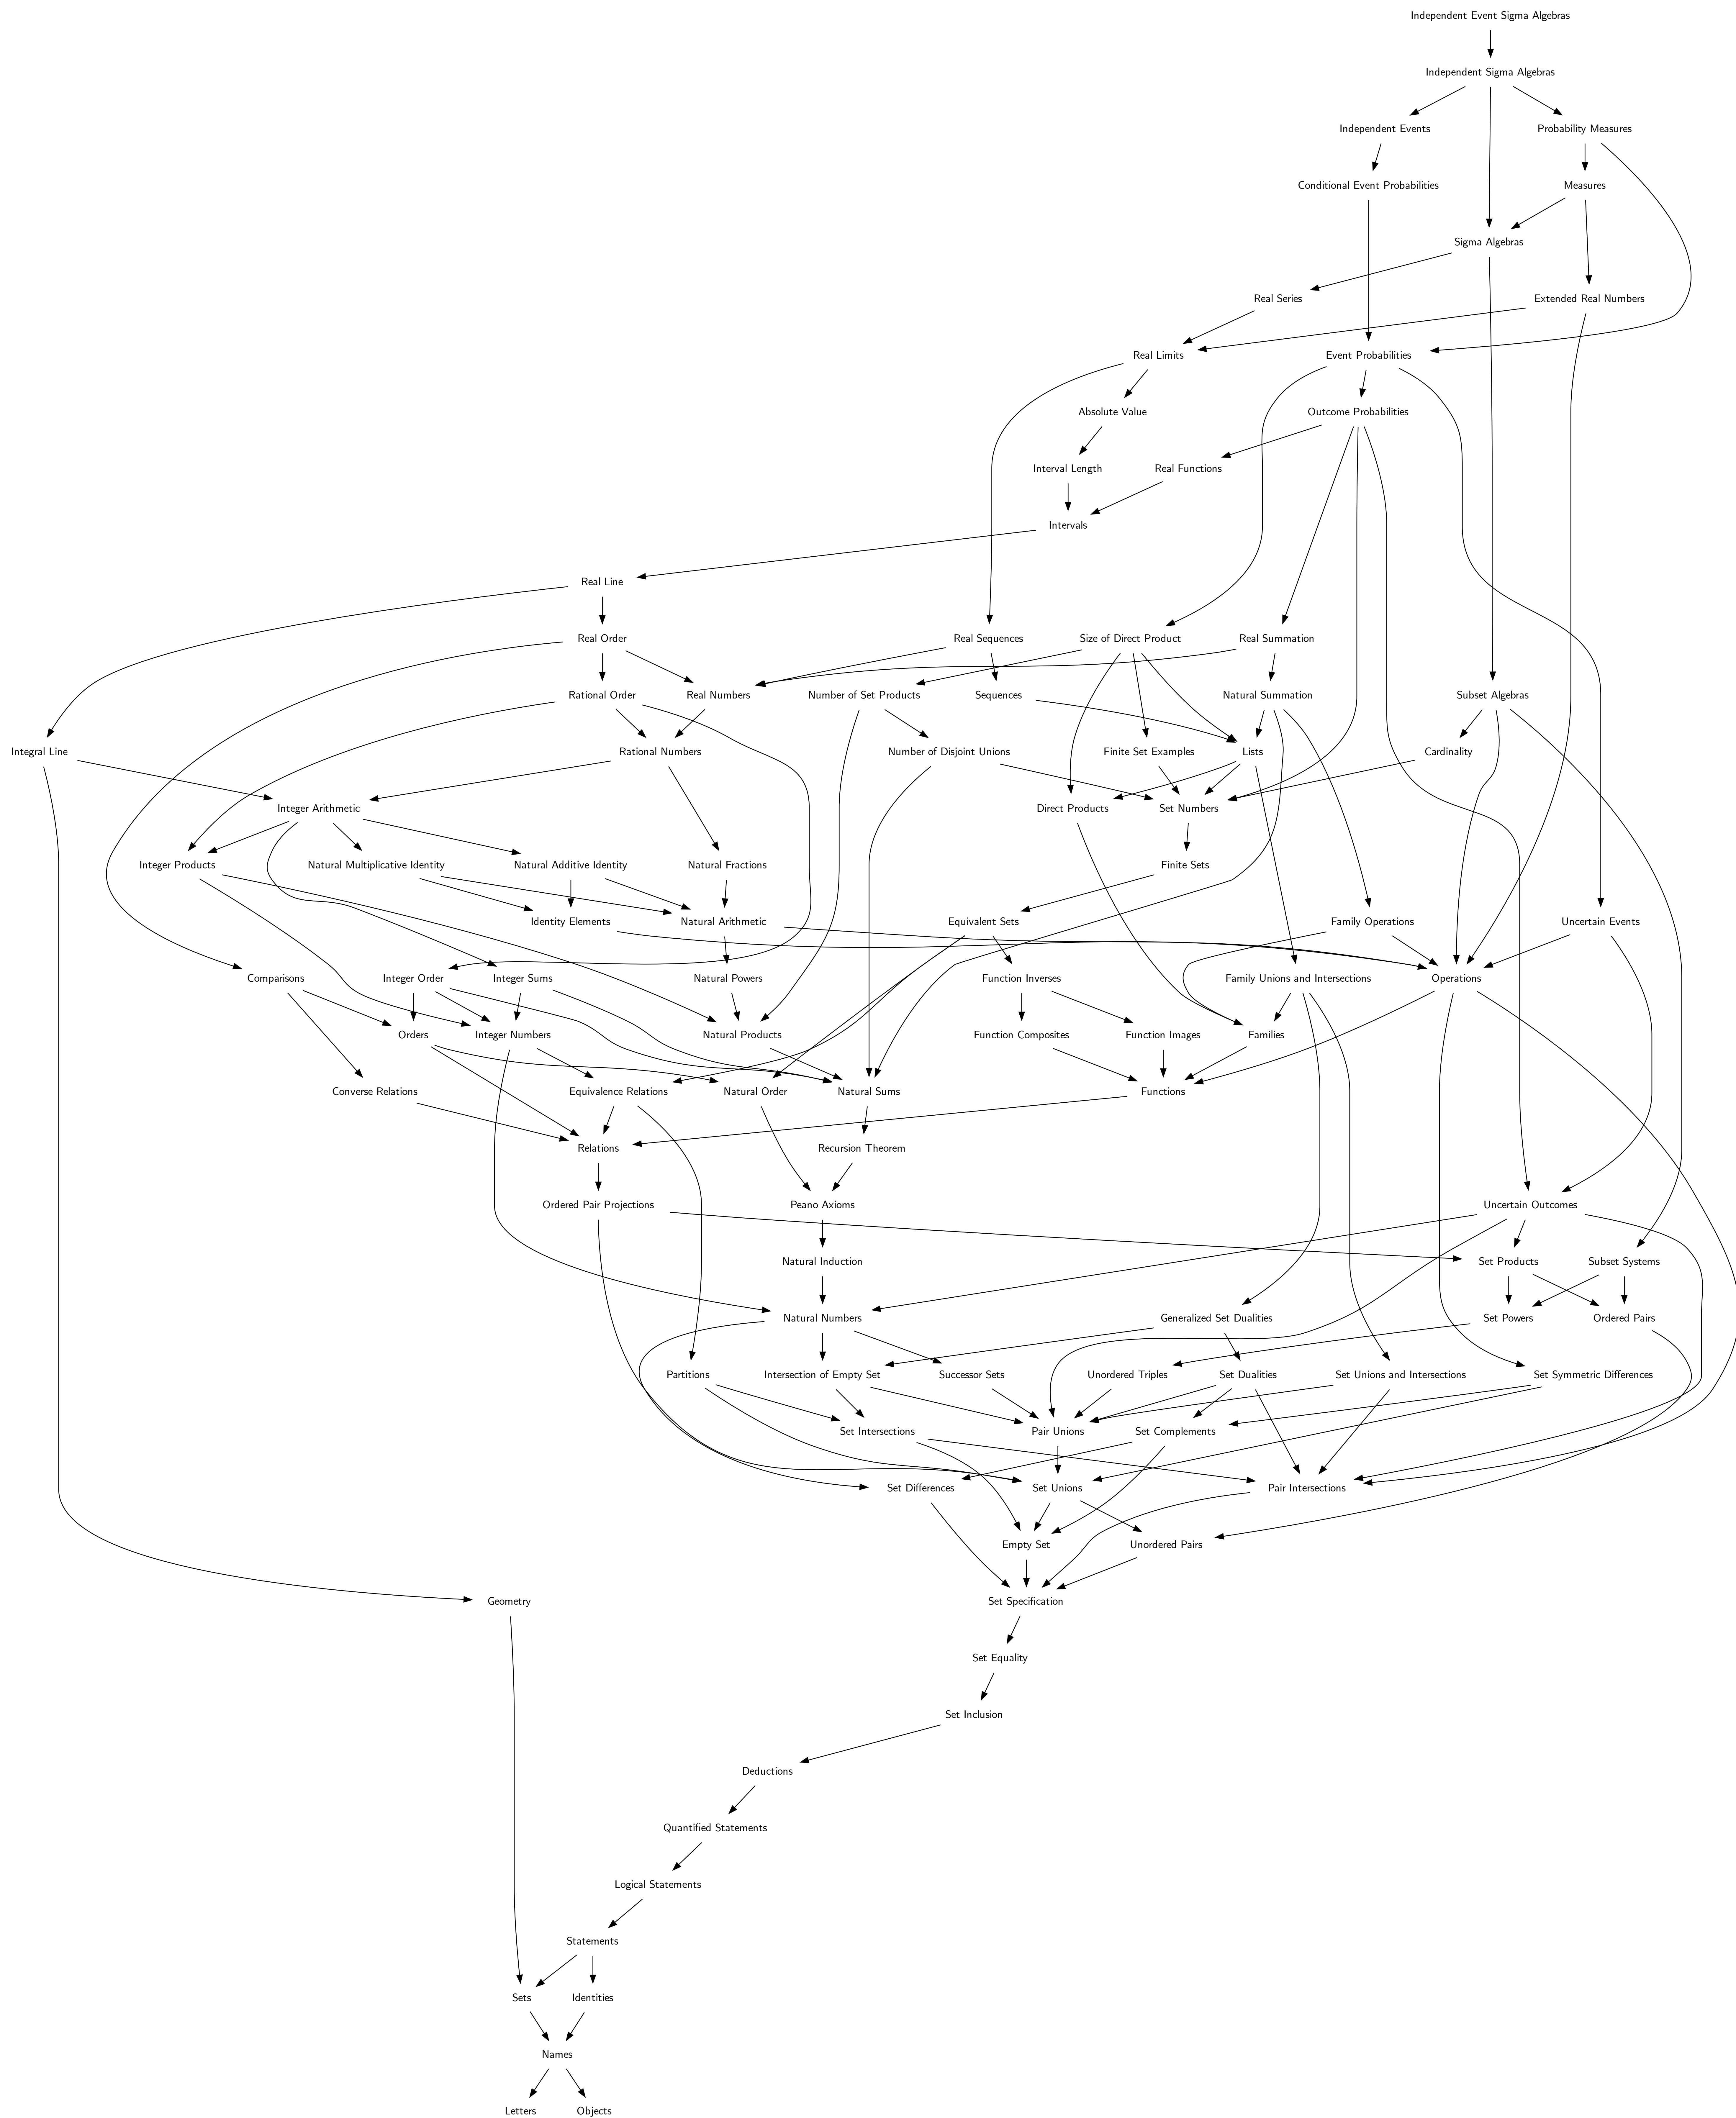 Independent Event Sigma Algebras
Independent Sigma Algebras
Independent Events
Probability Measures
Conditional Event Probabilities
Measures
Sigma Algebras
Real Series
Extended Real Numbers
Real Limits
Event Probabilities
Absolute Value
Outcome Probabilities
Interval Length
Real Functions
Intervals
Real Line
Real Order
Real Sequences
Size of Direct Product
Real Summation
Rational Order
Real Numbers
Number of Set Products
Sequences
Natural Summation
Subset Algebras
Integral Line
Rational Numbers
Number of Disjoint Unions
Finite Set Examples
Lists
Cardinality
Integer Arithmetic
Direct Products
Set Numbers
Integer Products
Natural Multiplicative Identity
Natural Additive Identity
Natural Fractions
Finite Sets
Identity Elements
Natural Arithmetic
Equivalent Sets
Family Operations
Uncertain Events
Comparisons
Integer Order
Integer Sums
Natural Powers
Function Inverses
Family Unions and Intersections
Operations
Orders
Integer Numbers
Natural Products
Function Composites
Function Images
Families
Converse Relations
Equivalence Relations
Natural Order
Natural Sums
Functions
Relations
Recursion Theorem
Ordered Pair Projections
Peano Axioms
Uncertain Outcomes
Natural Induction
Set Products
Subset Systems
Natural Numbers
Generalized Set Dualities
Set Powers
Ordered Pairs
Partitions
Intersection of Empty Set
Successor Sets
Unordered Triples
Set Dualities
Set Unions and Intersections
Set Symmetric Differences
Set Intersections
Pair Unions
Set Complements
Set Differences
Set Unions
Pair Intersections
Empty Set
Unordered Pairs
Geometry
Set Specification
Set Equality
Set Inclusion
Deductions
Quantified Statements
Logical Statements
Statements
Sets
Identities
Names
Letters
Objects